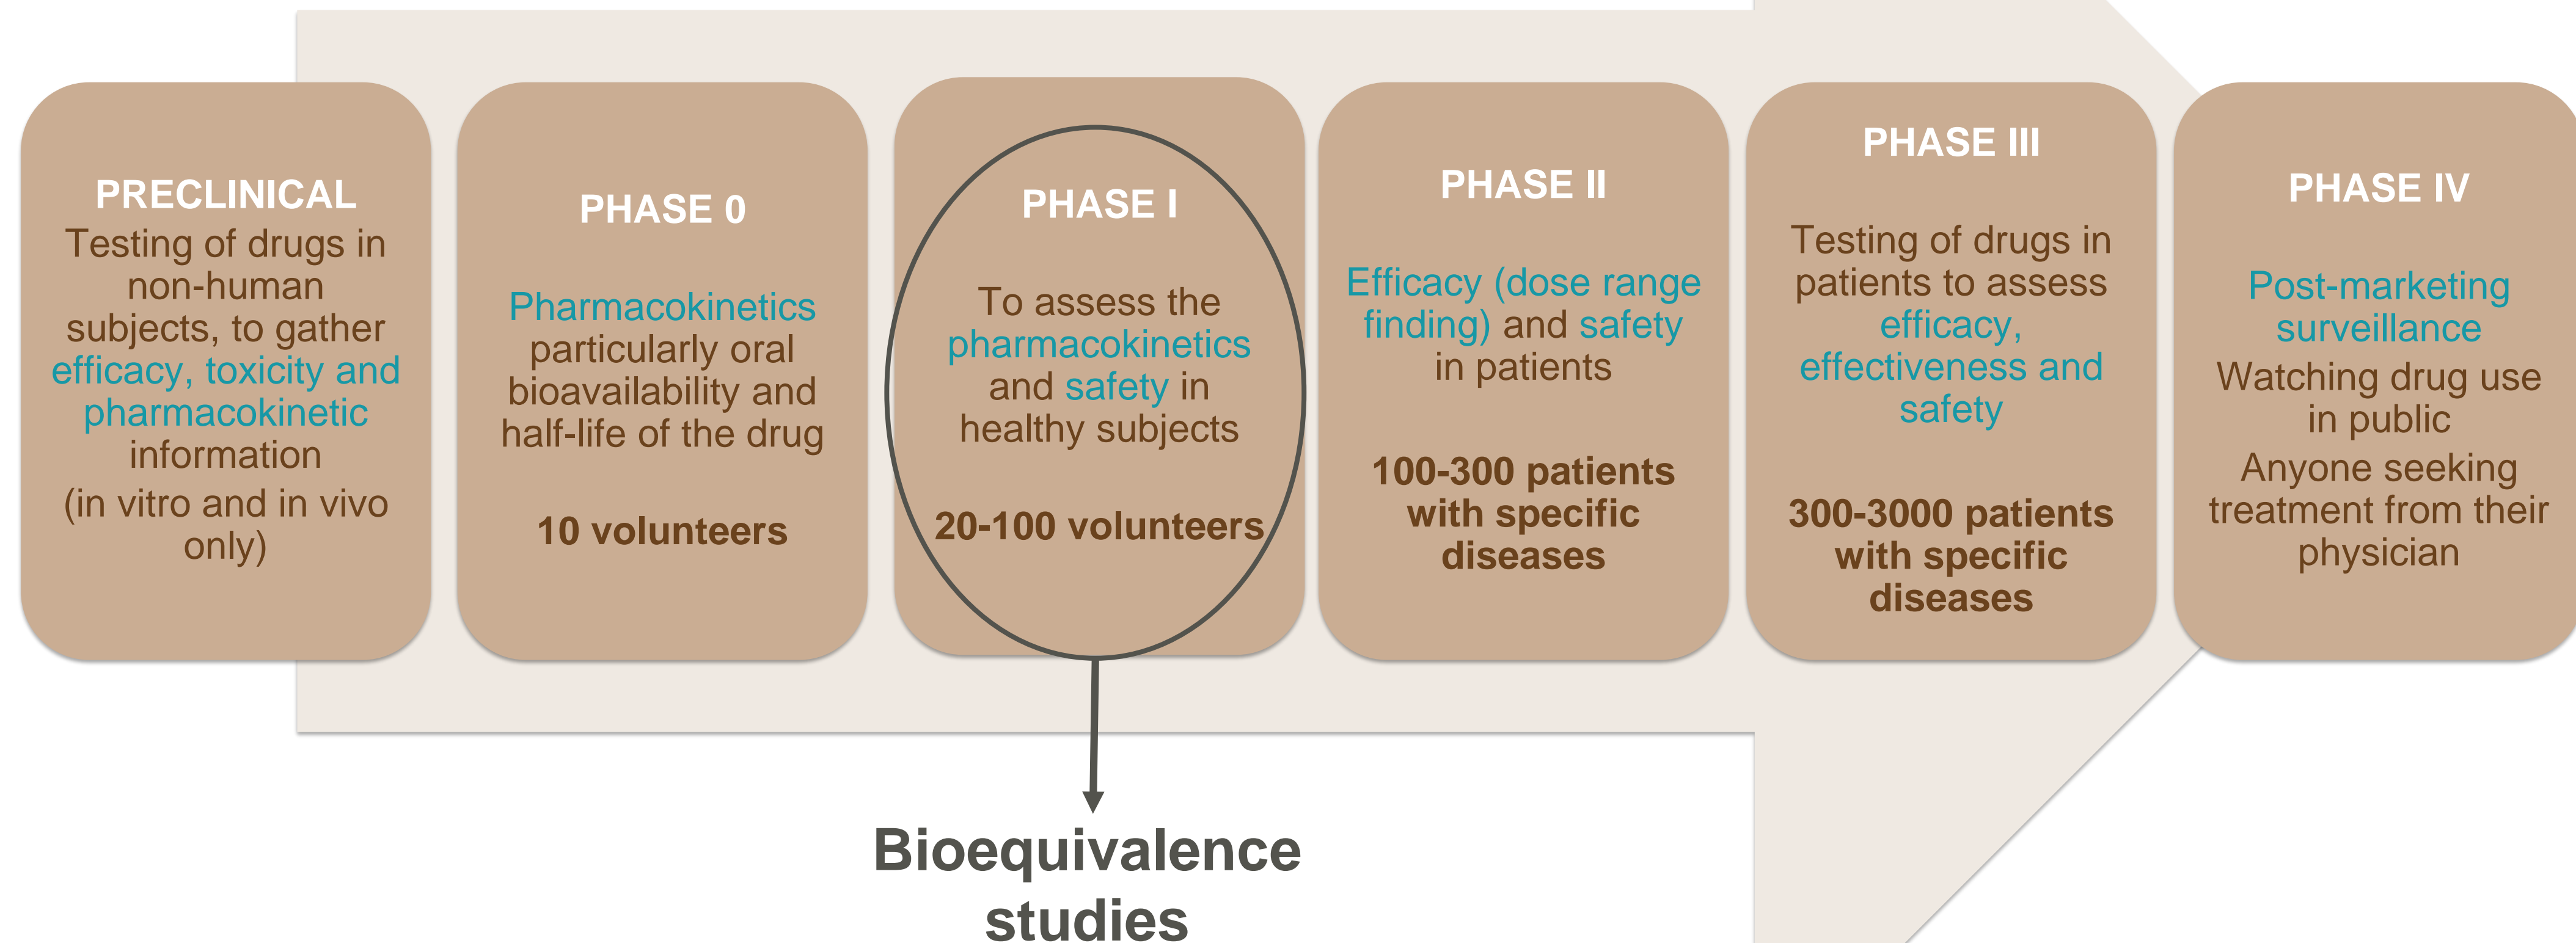 PRECLINICAL
Testing of drugs in
non-human
subjects, to gather
efficacy, toxicity and
pharmacokinetic
information
(in vitro and in vivo
only)
PHASE 0
Pharmacokinetics
particularly oral
bioavailability and
half-life of the drug
10 volunteers
PHASE I
To assess the
pharmacokinetics
and safety in
healthy subjects
20-100 volunteers
PHASE II
Efficacy (dose range
finding) and safety
in patients
100-300 patients
with specific
diseases
PHASE III
Testing of drugs in
patients to assess
efficacy,
effectiveness and
safety
300-3000 patients
with specific
diseases
PHASE IV
Post-marketing
surveillance
Watching drug use
in public
Anyone seeking
treatment from their
physician
Bioequivalence
studies